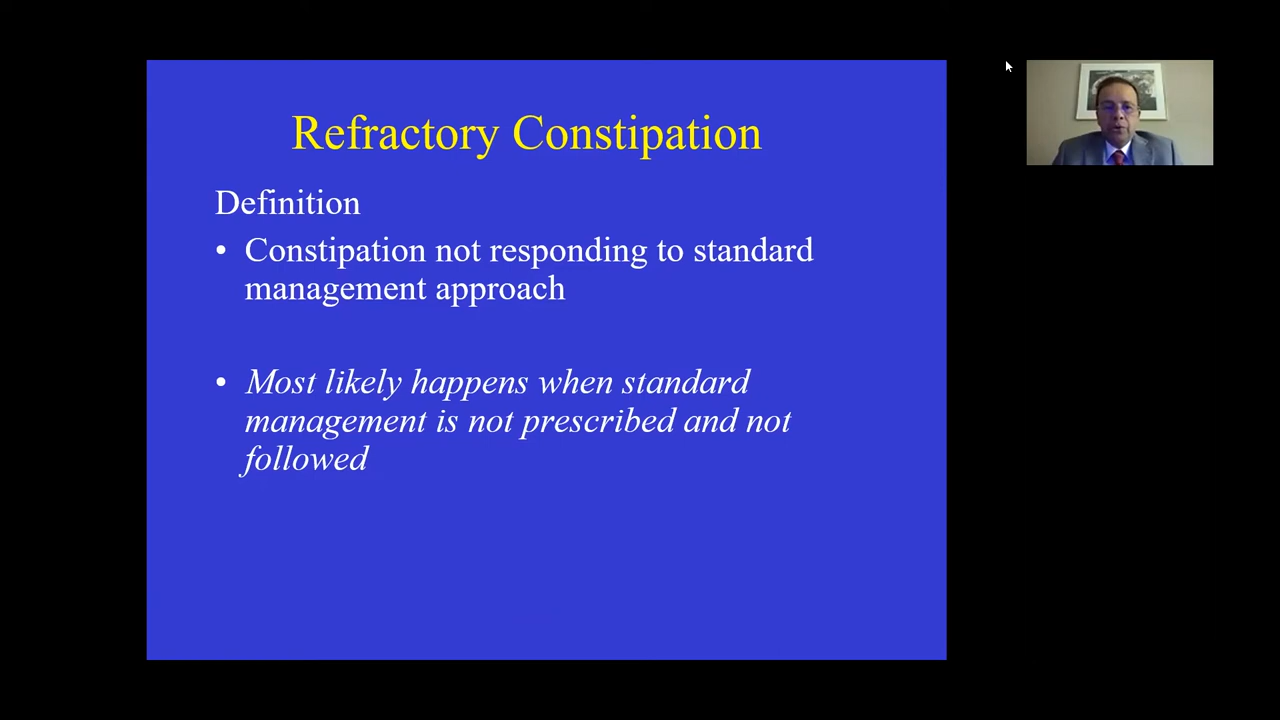 Refractory Constipation
Definition
• Constipation not responding to standard
management approach
• Most likely happens when standard
management is not prescribed and not
followed